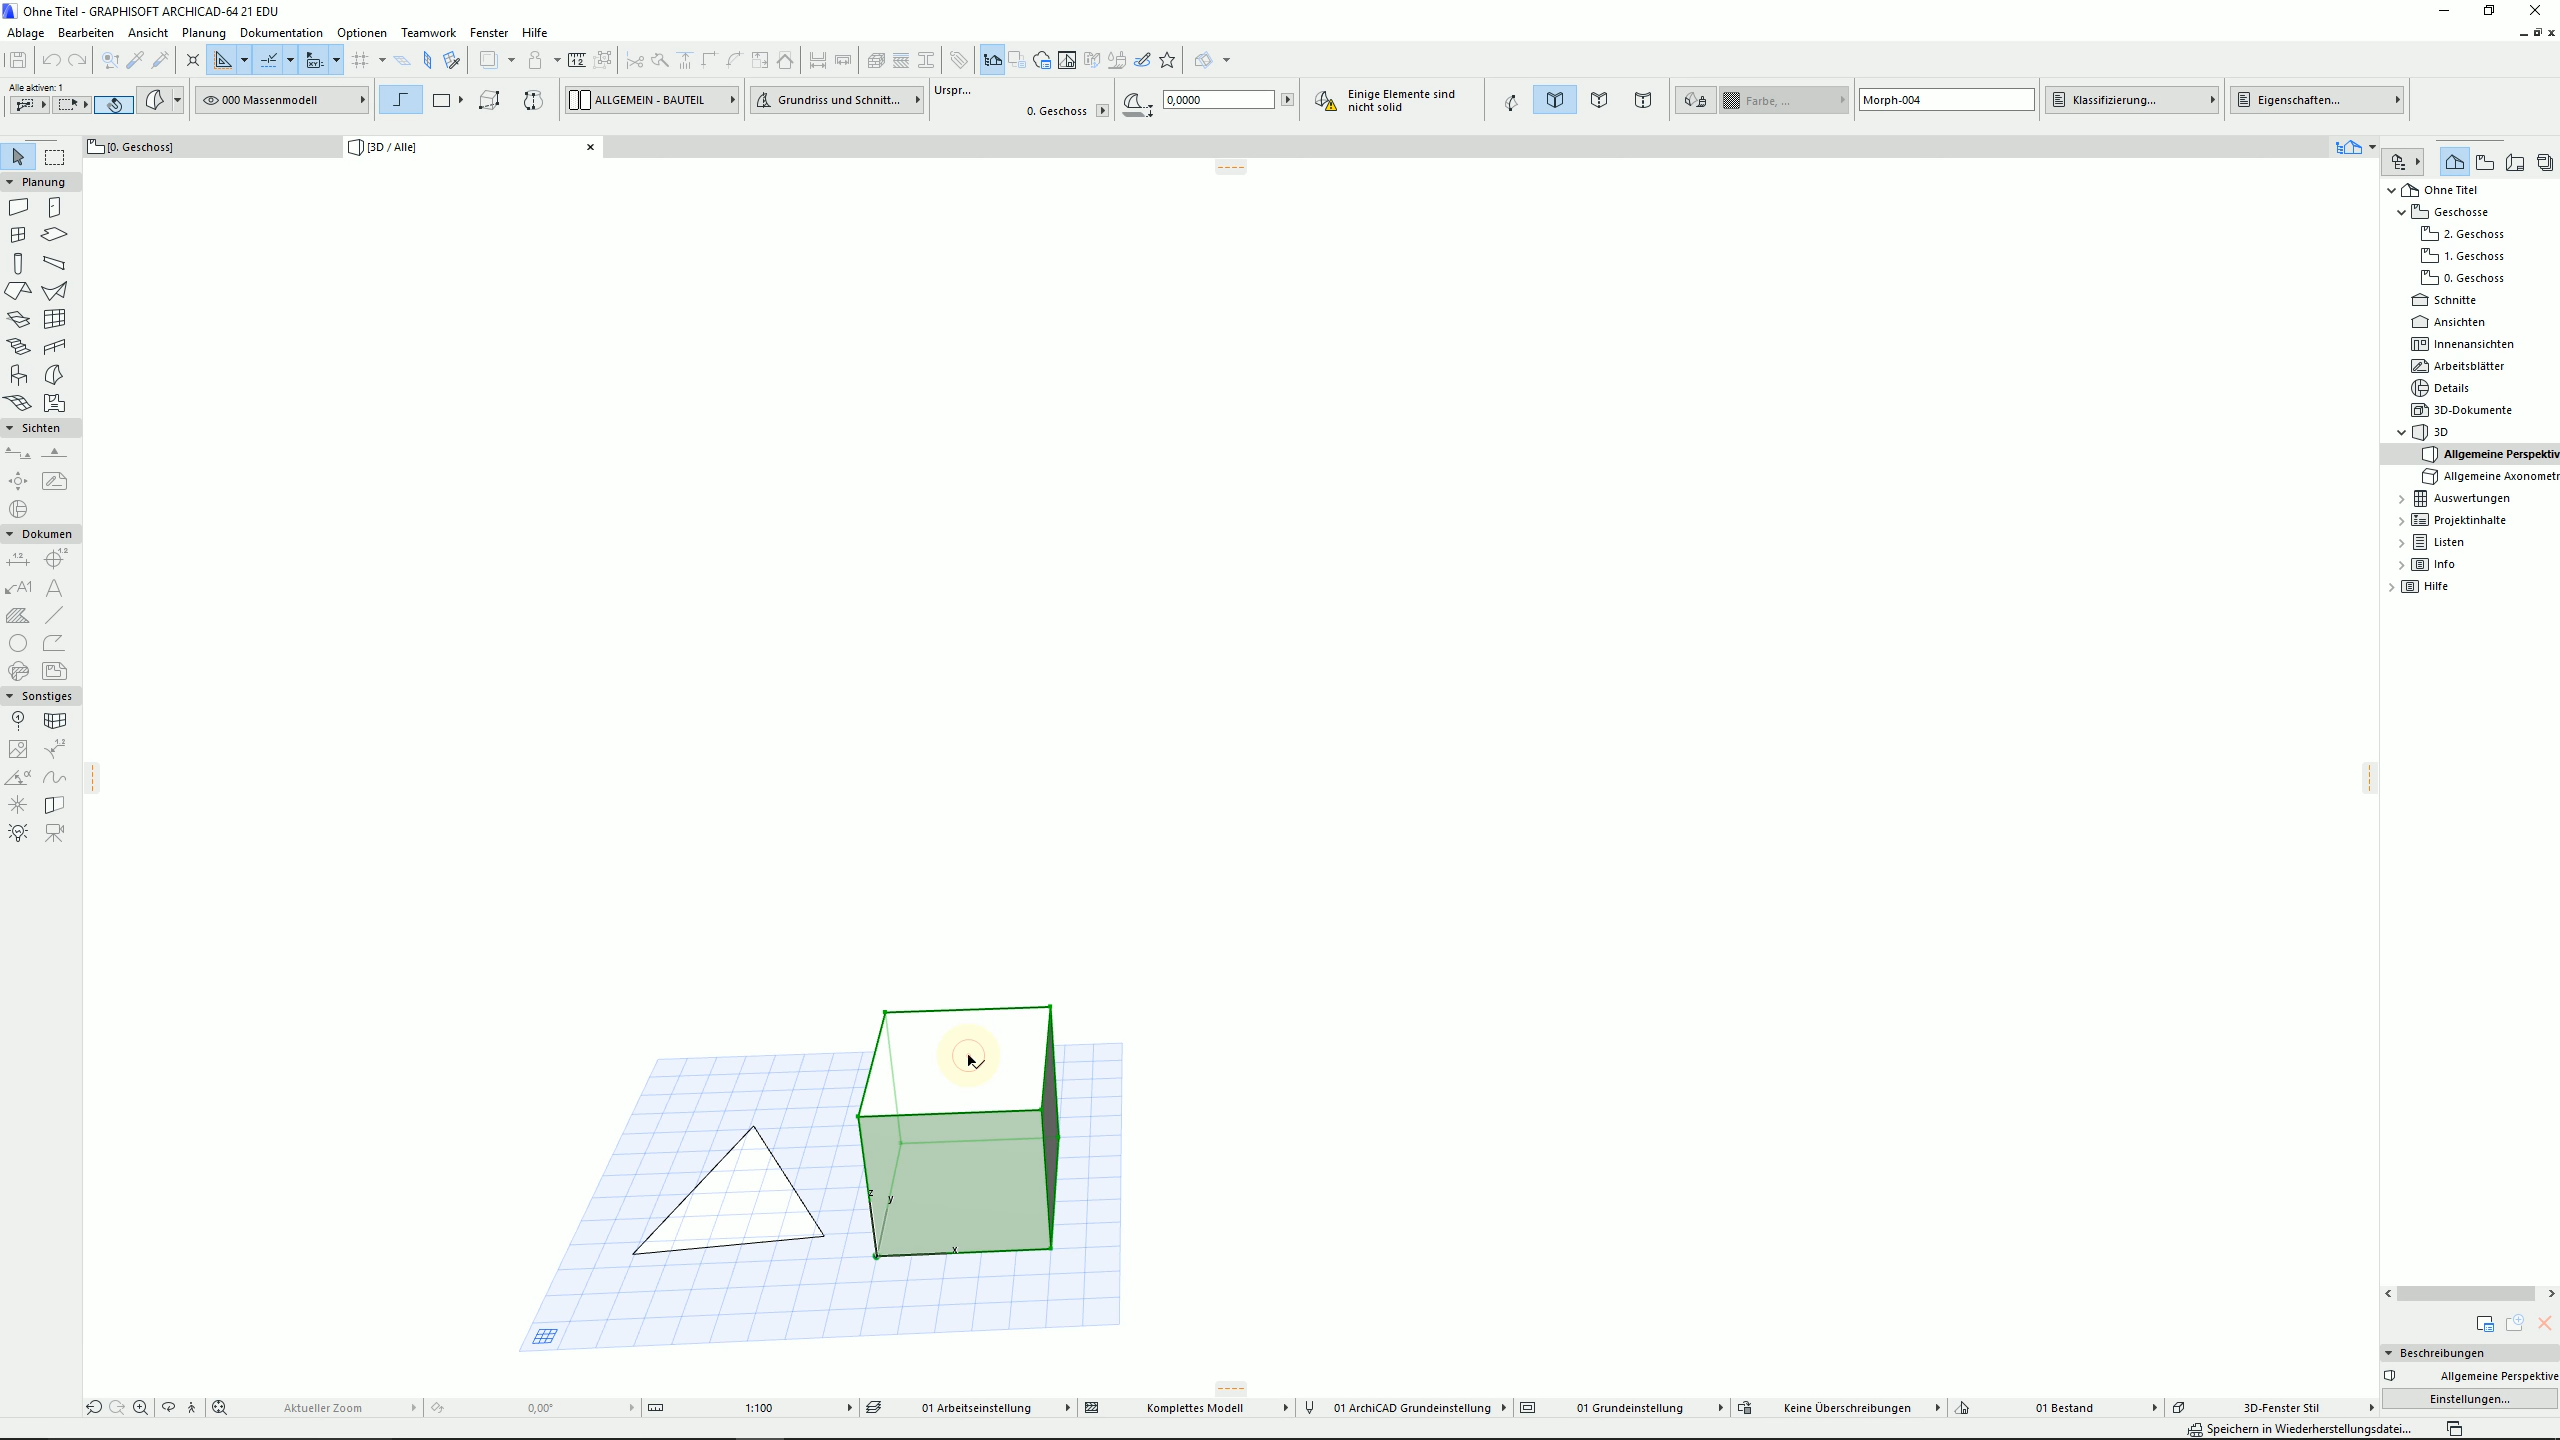 Ohne Titel - GRAPHISOFT ARCHICAD-64 21 EDU
Ablage Bearbeiten Ansicht Planung Dokumentation Optionen Teamwork Fenster Hilfe
Alle aktiven: 1
000 Massenmodell
ALLGEMEIN - BAUTEIL
Grundriss und Schnitt...
Urspr...
0. Geschoss
0,0000
Einige Elemente sind
nicht solid
Farbe, ...
Morph-004
Klassifizierung...
Eigenschaften...
[0. Geschoss]
[3D / Alle]
Planung
Sichten
Dokumen
Sonstiges
Ohne Titel
Geschosse
2. Geschoss
1. Geschoss
0. Geschoss
Schnitte
Ansichten
Innenansichten
Arbeitsblätter
Details
3D-Dokumente
3D
Allgemeine Perspektiv
Allgemeine Axonometr
Auswertungen
Projektinhalte
Listen
Info
Hilfe
z
y
x
Beschreibungen
Allgemeine Perspektive
Einstellungen...
Aktueller Zoom
0,00°
1:100
01 Arbeitseinstellung
Komplettes Modell
01 ArchiCAD Grundeinstellung
01 Grundeinstellung
Keine Überschreibungen
01 Bestand
3D-Fenster Stil
Speichern in Wiederherstellungsdatei...